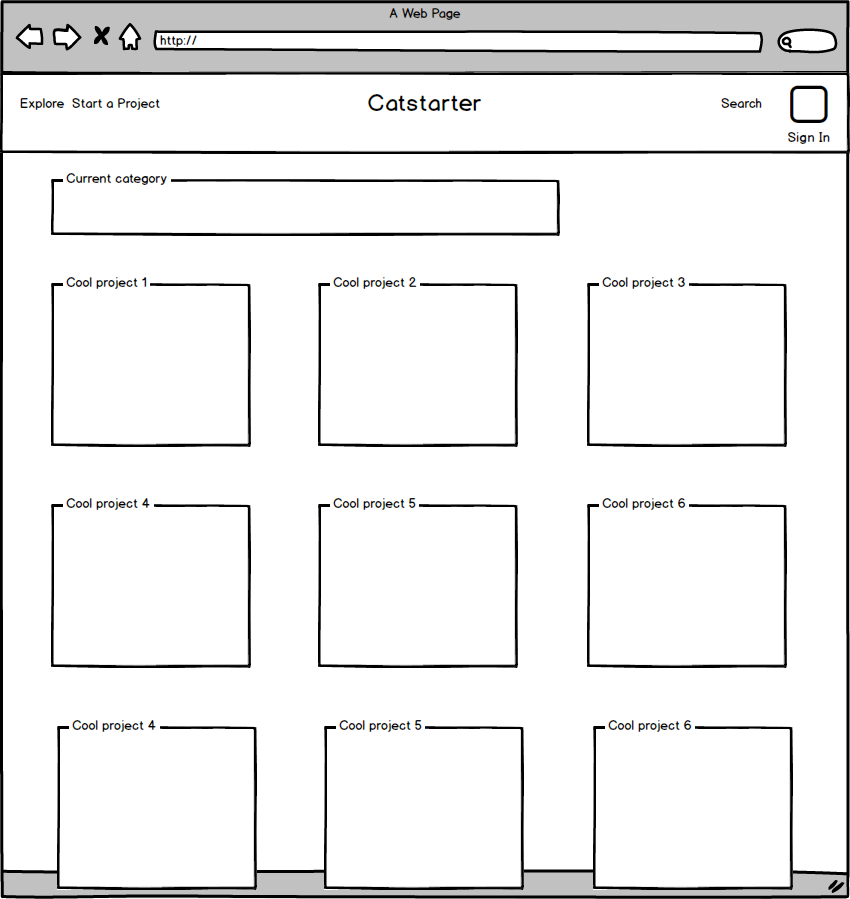 A Web Page
http://
Explore Start a Project Catstarter Search
Sign In
Current category
Cool project 1 Cool project 2 Cool project 3
Cool project 4 Cool project 5 Cool project 6
Cool project 4 Cool project 5 Cool project 6